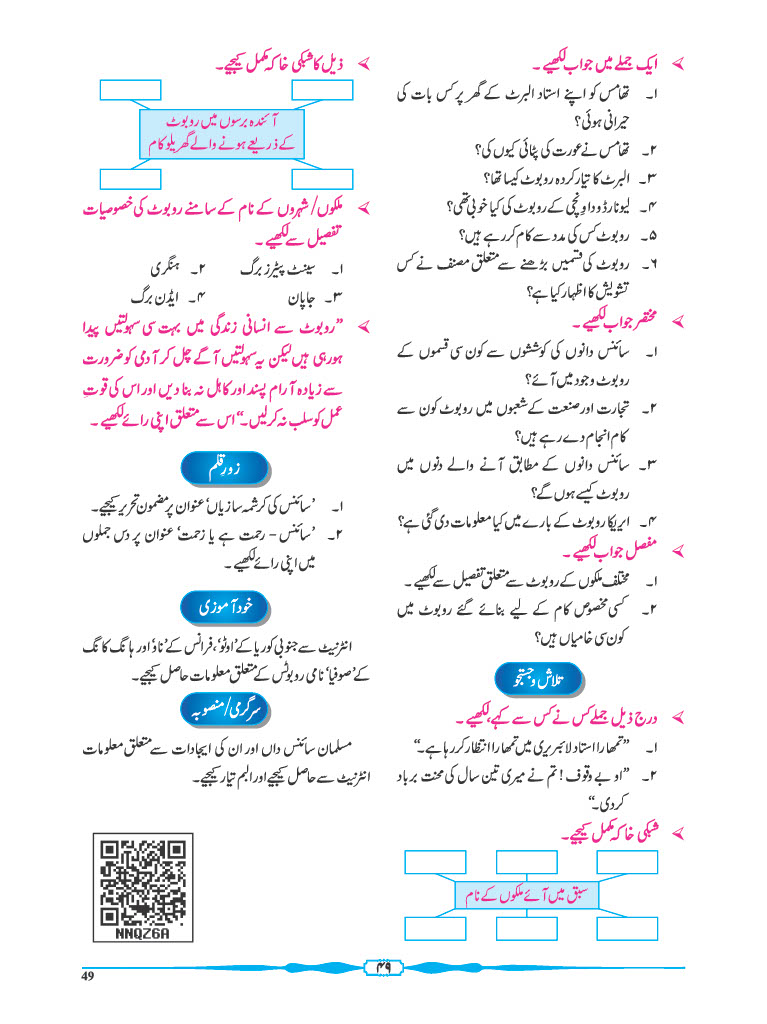 ایک جملے میں جواب لکھیے ۔
۱۔ تھامس کو اپنے استاد البرٹ کے گھر پر کس بات کی
حیرانی ہوئی؟
۲۔ تھامس نے عورت کی پٹائی کیوں کی؟
۳۔ البرٹ کا تیار کردہ روبوٹ کیسا تھا؟
۴۔ لیونارڈو داونچی کے روبوٹ کی کیا خوبی تھی؟
۵۔ روبوٹ کس کی مدد سے کام کر رہے ہیں؟
۶۔ روبوٹ کی قسمیں بڑھنے سے متعلق مصنف نے کس
تشویش کا اظہار کیا ہے؟
مختصر جواب لکھیے ۔
۱۔ سائنس دانوں کی کوششوں سے کون سی قسموں کے
روبوٹ وجود میں آئے؟
۲۔ تجارت اور صنعت کے شعبوں میں روبوٹ کون سے
کام انجام دے رہے ہیں؟
۳۔ سائنس دانوں کے مطابق آنے والے دنوں میں
روبوٹ کیسے ہوں گے؟
۴۔ ایریکا روبوٹ کے بارے میں کیا معلومات دی گئی ہے؟
مفصل جواب لکھیے ۔
۱۔ مختلف ملکوں کے روبوٹ سے متعلق تفصیل سے لکھیے ۔
۲۔ کسی مخصوص کام کے لیے بنائے گئے روبوٹ میں
کون سی خامیاں ہیں؟
تلاش و جستجو
درج ذیل جملے کس نے کس سے کہے، لکھیے ۔
۱۔ ”تمھارا استاد لائبریری میں تمھارا انتظار کر رہا ہے۔“
۲۔ ”او بے وقوف! تم نے میری تین سال کی محنت برباد
کردی۔“
شبکی خاکہ مکمل کیجیے۔
سبق میں آئے ملکوں کے نام
ذیل کا شبکی خاکہ مکمل کیجیے۔
آئندہ برسوں میں روبوٹ
کے ذریعے ہونے والے گھریلو کام
ملکوں/ شہروں کے نام کے سامنے روبوٹ کی خصوصیات
تفصیل سے لکھیے ۔
۱۔ سینٹ پیٹرز برگ ۲۔ ہنگری
۳۔ جاپان ۴۔ ایڈن برگ
”روبوٹ سے انسانی زندگی میں بہت سی سہولتیں پیدا
ہورہی ہیں لیکن یہ سہولتیں آگے چل کر آدمی کو ضرورت
سے زیادہ آرام پسند اور کاہل نہ بنا دیں اور اس کی قوتِ
عمل کو سلب نہ کرلیں۔“ اس سے متعلق اپنی رائے لکھیے ۔
زورِ قلم
۱۔ ’سائنس کی کرشمہ سازیاں‘ عنوان پر مضمون تحریر کیجیے۔
۲۔ ’سائنس - رحمت ہے یا زحمت‘ عنوان پر دس جملوں
میں اپنی رائے لکھیے ۔
خود آموزی
انٹرنیٹ سے جنوبی کوریا کے ’اوٹو‘، فرانس کے ’ناؤ‘ اور ہانگ کانگ
کے ’صوفیا‘ نامی روبوٹس کے متعلق معلومات حاصل کیجیے۔
سرگرمی/منصوبہ
مسلمان سائنس داں اور ان کی ایجادات سے متعلق معلومات
انٹرنیٹ سے حاصل کیجیے اور البم تیار کیجیے۔
NNQZ6A
۴۹
49